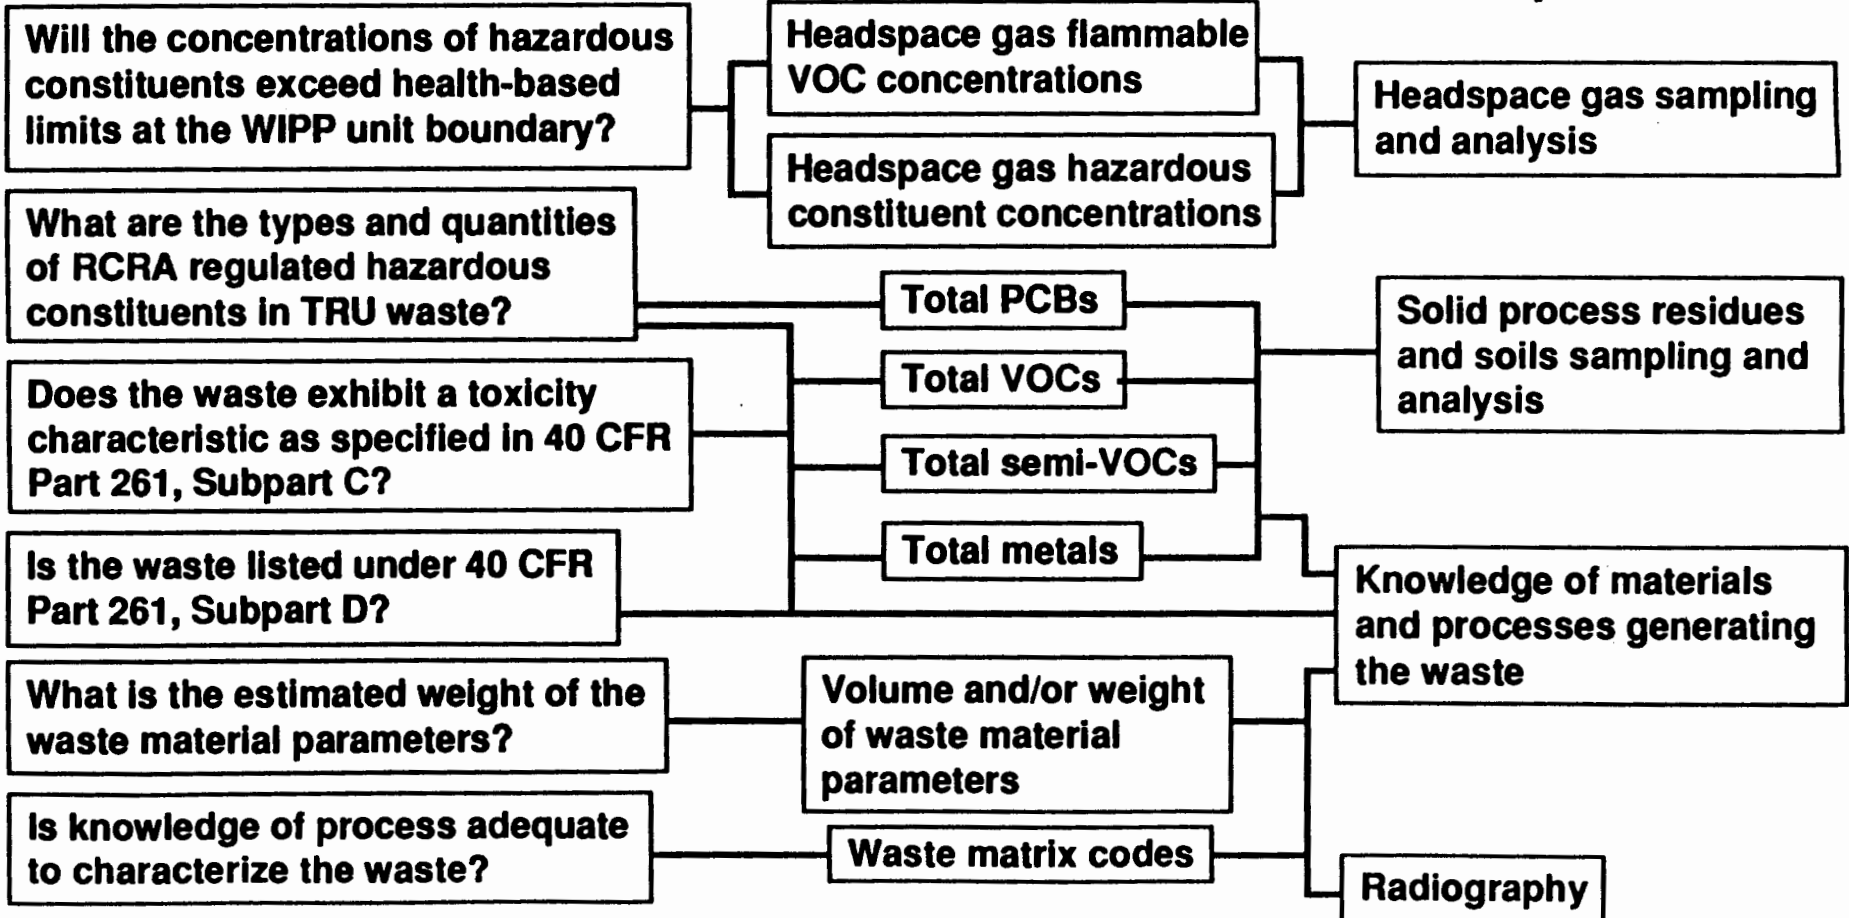 Will the concentrations of hazardous
constituents exceed health-based
limits at the WIPP unit boundary?
Headspace gas flammable
VOC concentrations
Headspace gas hazardous
constituent concentrations
Headspace gas sampling
and analysis
What are the types and quantities
of RCRA regulated hazardous
constituents in TRU waste?
Total PCBs
Total VOCs
Total semi-VOCs
Total metals
Solid process residues
and soils sampling and
analysis
Does the waste exhibit a toxicity
characteristic as specified in 40 CFR
Part 261, Subpart C?
Is the waste listed under 40 CFR
Part 261, Subpart D?
Knowledge of materials
and processes generating
the waste
What is the estimated weight of the
waste material parameters?
Volume and/or weight
of waste material
parameters
Is knowledge of process adequate
to characterize the waste?
Waste matrix codes
Radiography